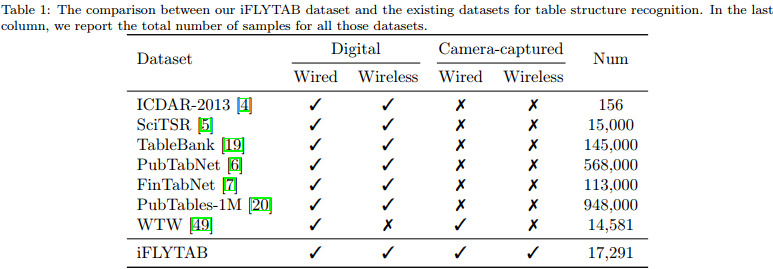 Table 1: The comparison between our iFLYTAB dataset and the existing datasets for table structure recognition. In the last
column, we report the total number of samples for all those datasets.
Dataset Digital Camera-captured Num
Wired Wireless Wired Wireless
ICDAR-2013 [4] ✓ ✓ ✗ ✗ 156
SciTSR [5] ✓ ✓ ✗ ✗ 15,000
TableBank [19] ✓ ✓ ✗ ✗ 145,000
PubTabNet [6] ✓ ✓ ✗ ✗ 568,000
FinTabNet [7] ✓ ✓ ✗ ✗ 113,000
PubTables-1M [20] ✓ ✓ ✗ ✗ 948,000
WTW [49] ✓ ✗ ✓ ✗ 14,581
iFLYTAB ✓ ✓ ✓ ✓ 17,291